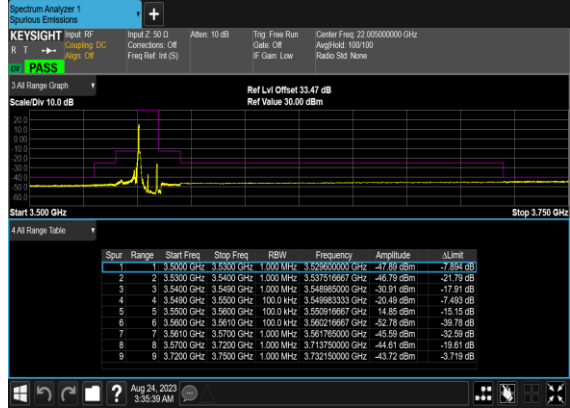 Spectrum Analyzer 1
Spurious Emissions
+
KEYSIGHT Input: RF Input Z: 50 Ω Atten: 10 dB Trig: Free Run Center Freq: 22.005000000 GHz
R T Coupling: DC Corrections: Off Gate: Off Avg|Hold: 100/100
Align: Off Freq Ref: Int (S) IF Gain: Low Radio Std: None
PASS
3 All Range Graph
Ref Lvl Offset 33.47 dB
Scale/Div 10.0 dB Ref Value 30.00 dBm
20.0
10.0
0.00
-10.0
-20.0
-30.0
-40.0
-50.0
-60.0
Start 3.500 GHz Stop 3.750 GHz
4 All Range Table
Spur Range Start Freq Stop Freq RBW Frequency Amplitude ΔLimit
1 1 3.5000 GHz 3.5300 GHz 1.000 MHz 3.529600000 GHz -47.89 dBm -7.894 dB
2 2 3.5300 GHz 3.5400 GHz 1.000 MHz 3.537516667 GHz -46.79 dBm -21.79 dB
3 3 3.5400 GHz 3.5490 GHz 1.000 MHz 3.548985000 GHz -30.91 dBm -17.91 dB
4 4 3.5490 GHz 3.5500 GHz 100.0 kHz 3.549983333 GHz -20.49 dBm -7.493 dB
5 5 3.5500 GHz 3.5600 GHz 100.0 kHz 3.550916667 GHz 14.85 dBm -15.15 dB
6 6 3.5600 GHz 3.5610 GHz 100.0 kHz 3.560216667 GHz -52.78 dBm -39.78 dB
7 7 3.5610 GHz 3.5700 GHz 1.000 MHz 3.561765000 GHz -45.59 dBm -32.59 dB
8 8 3.5700 GHz 3.7200 GHz 1.000 MHz 3.713750000 GHz -44.61 dBm -19.61 dB
9 9 3.7200 GHz 3.7500 GHz 1.000 MHz 3.732150000 GHz -43.72 dBm -3.719 dB
? Aug 24, 2023
3:35:39 AM